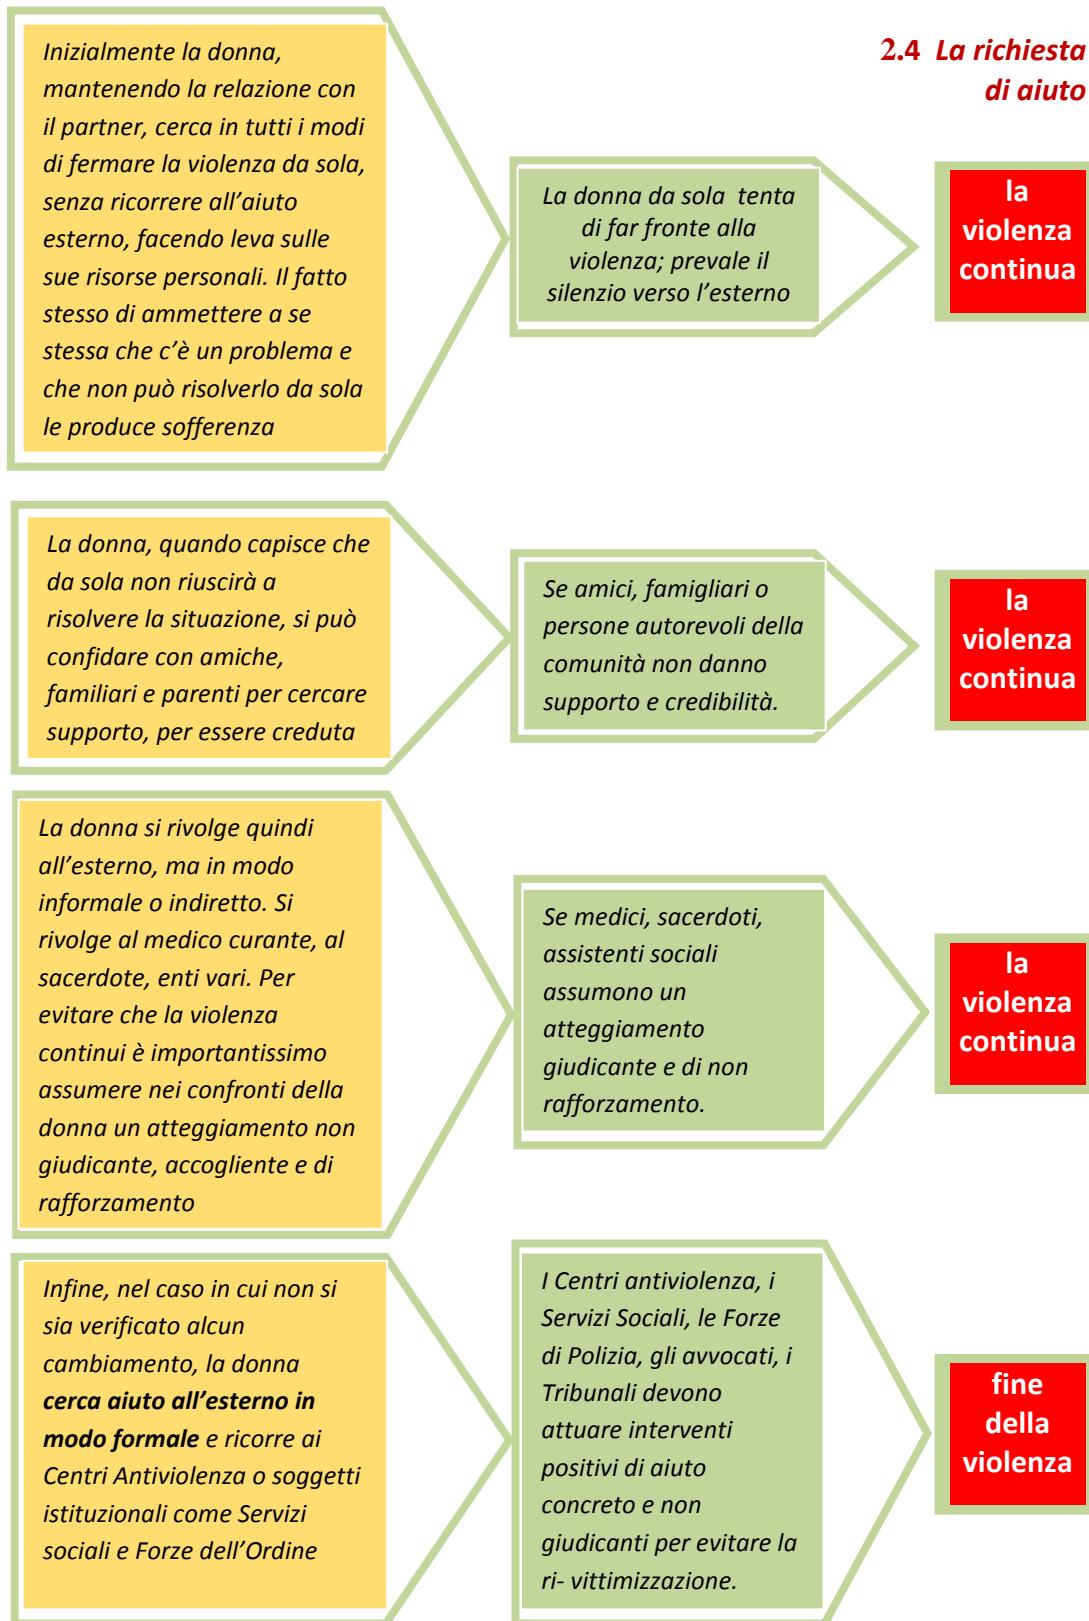 2.4 La richiesta
di aiuto
Inizialmente la donna,
mantenendo la relazione con
il partner, cerca in tutti i modi
di fermare la violenza da sola,
senza ricorrere all’aiuto
esterno, facendo leva sulle
sue risorse personali. Il fatto
stesso di ammettere a se
stessa che c’è un problema e
che non può risolverlo da sola
le produce sofferenza
La donna da sola tenta
di far fronte alla
violenza; prevale il
silenzio verso l’esterno
la
violenza
continua
La donna, quando capisce che
da sola non riuscirà a
risolvere la situazione, si può
confidare con amiche,
familiari e parenti per cercare
supporto, per essere creduta
Se amici, famigliari o
persone autorevoli della
comunità non danno
supporto e credibilità.
la
violenza
continua
La donna si rivolge quindi
all’esterno, ma in modo
informale o indiretto. Si
rivolge al medico curante, al
sacerdote, enti vari. Per
evitare che la violenza
continui è importantissimo
assumere nei confronti della
donna un atteggiamento non
giudicante, accogliente e di
rafforzamento
Se medici, sacerdoti,
assistenti sociali
assumono un
atteggiamento
giudicante e di non
rafforzamento.
la
violenza
continua
Infine, nel caso in cui non si
sia verificato alcun
cambiamento, la donna
cerca aiuto all’esterno in
modo formale e ricorre ai
Centri Antiviolenza o soggetti
istituzionali come Servizi
sociali e Forze dell’Ordine
I Centri antiviolenza, i
Servizi Sociali, le Forze
di Polizia, gli avvocati, i
Tribunali devono
attuare interventi
positivi di aiuto
concreto e non
giudicanti per evitare la
ri- vittimizzazione.
fine
della
violenza